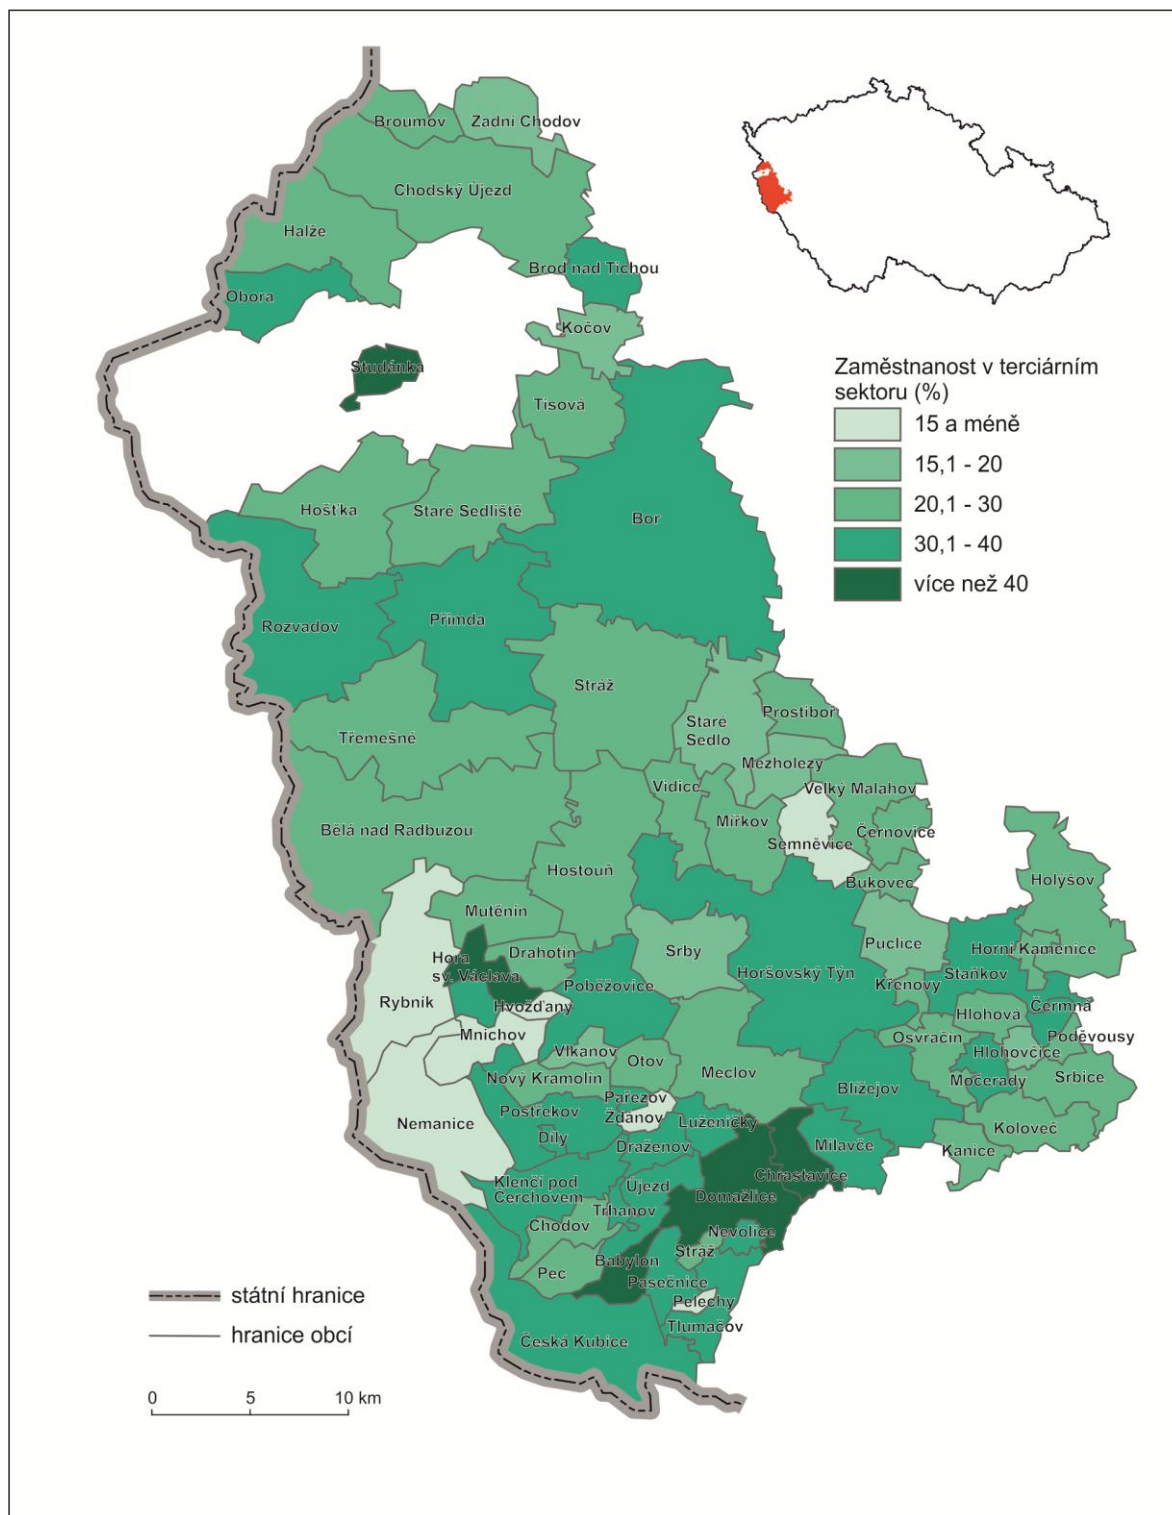 Broumov
Zadní Chodov
Chodský Újezd
Halže
Brod nad Tichou
Obora
Kočov
Studánka
Tisová
Zaměstnanost v terciárním
sektoru (%)
15 a méně
15,1 - 20
20,1 - 30
30,1 - 40
více než 40
Hošťka
Staré Sedliště
Bor
Rozvadov
Přimda
Stráž
Staré
Sedlo
Prostiboř
Třemešné
Mezholezy
Vidice
Velký Malahov
Bělá nad Radbuzou
Mířkov
Černovice
Semněvice
Hostouň
Bukovec
Holýšov
Mutěnín
Drahotín
Srby
Puclice
Horní Kamenice
Hora
sv. Václava
Horšovský Týn
Staňkov
Poběžovice
Křenovy
Rybník
Hvožďany
Čermná
Hlohová
Mnichov
Osvračín
Poděvousy
Vlkanov
Otov
Hlohovčice
Nový Kramolín
Meclov
Močerady
Srbice
Blížejov
Pařezov
Postřekov
Ždánov
Nemanice
Luženičky
Koloveč
Díly
Draženov
Milavče
Kanice
Chrastavice
Klenčí pod
Čerchovem
Újezd
Domažlice
Trhanov
Chodov
Nevolice
Stráž
Babylon
Pec
Pasečnice
Pelechy
Tlumačov
Česká Kubice
státní hranice
hranice obcí
0 5 10 km